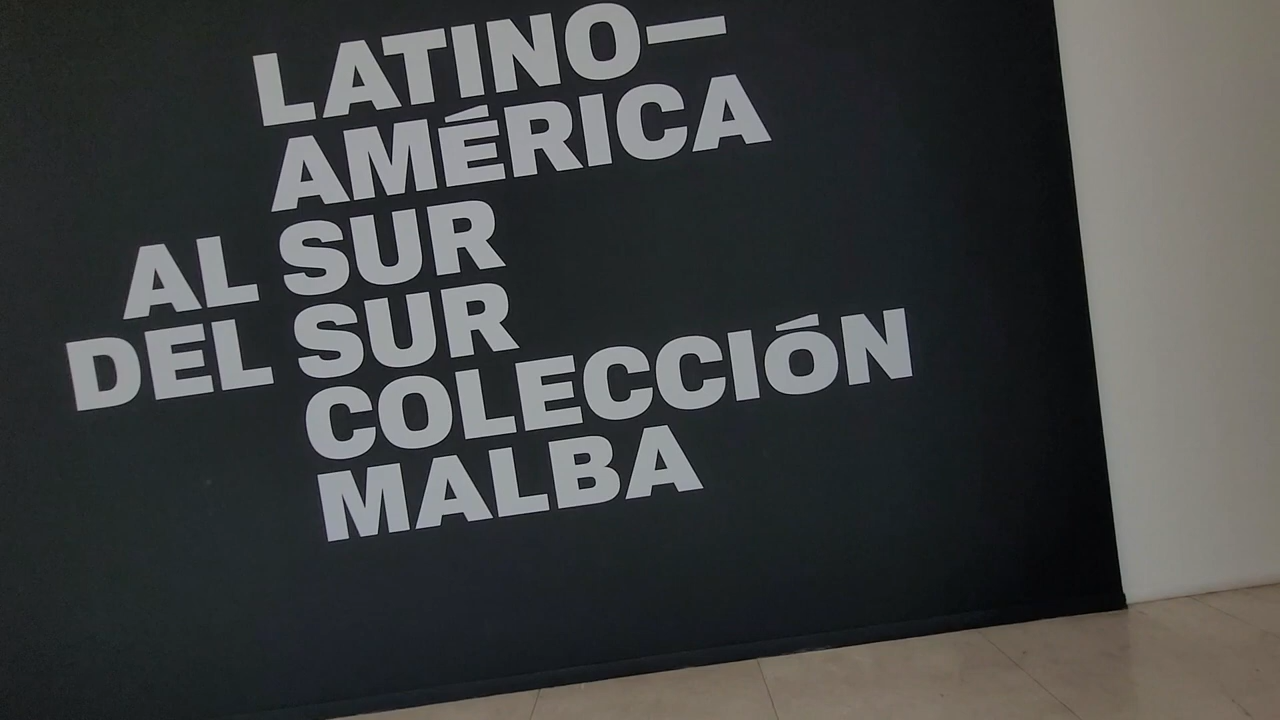 LATINO—
AMÉRICA
AL SUR
DEL SUR
COLECCIÓN
MALBA